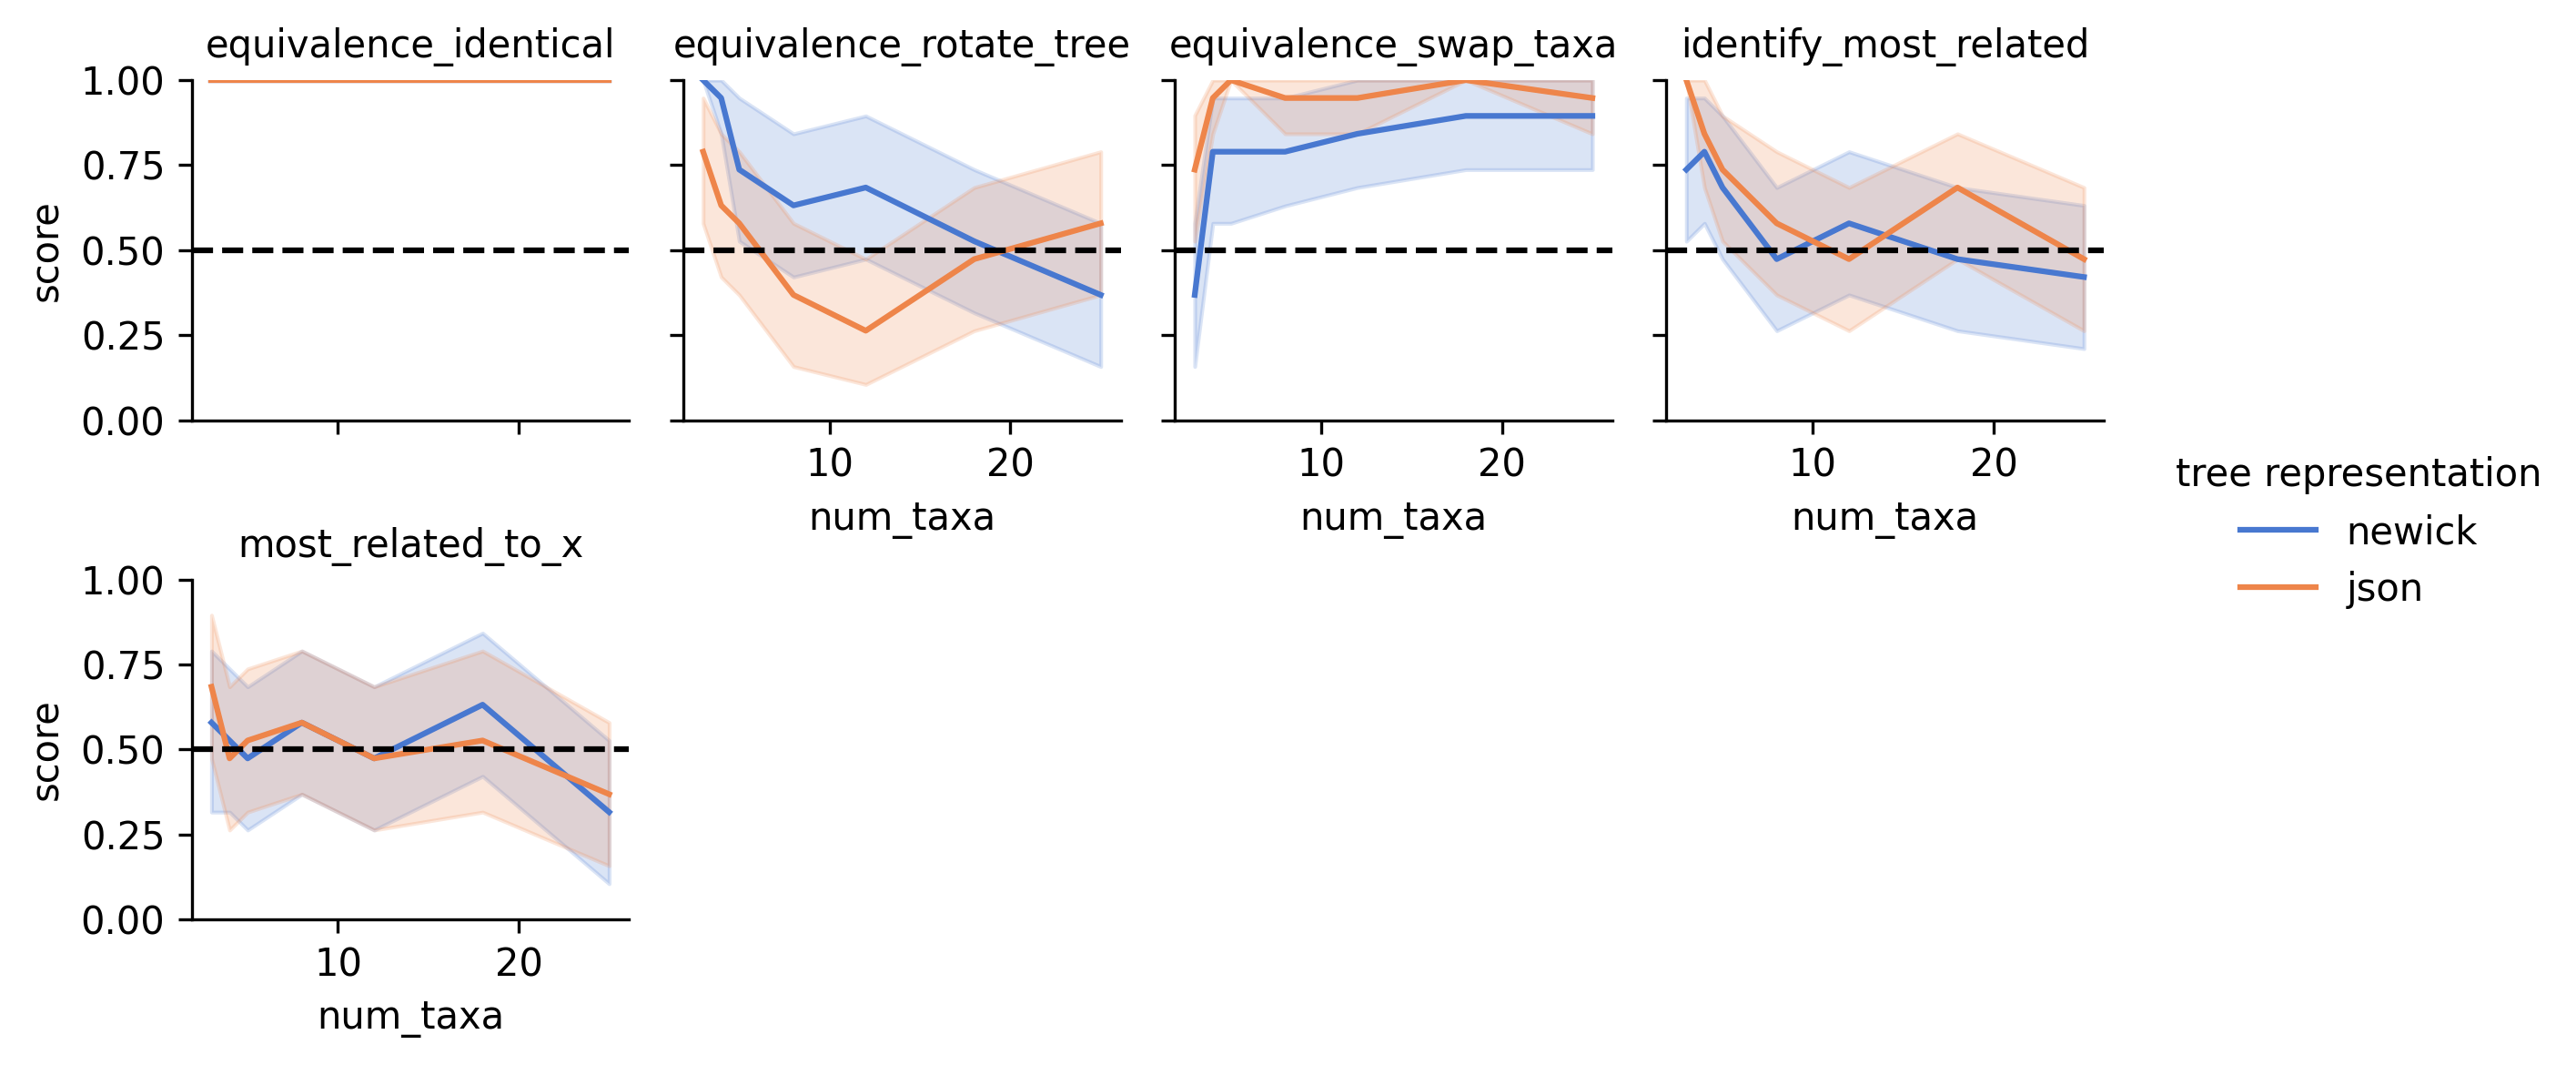 equivalence_identical
equivalence_rotate_tree
equivalence_swap_taxa
identify_most_related
score
1.00
0.75
0.50
0.25
0.00
10
20
10
20
10
20
num_taxa
num_taxa
num_taxa
tree representation
newick
json
most_related_to_x
score
1.00
0.75
0.50
0.25
0.00
10
20
num_taxa